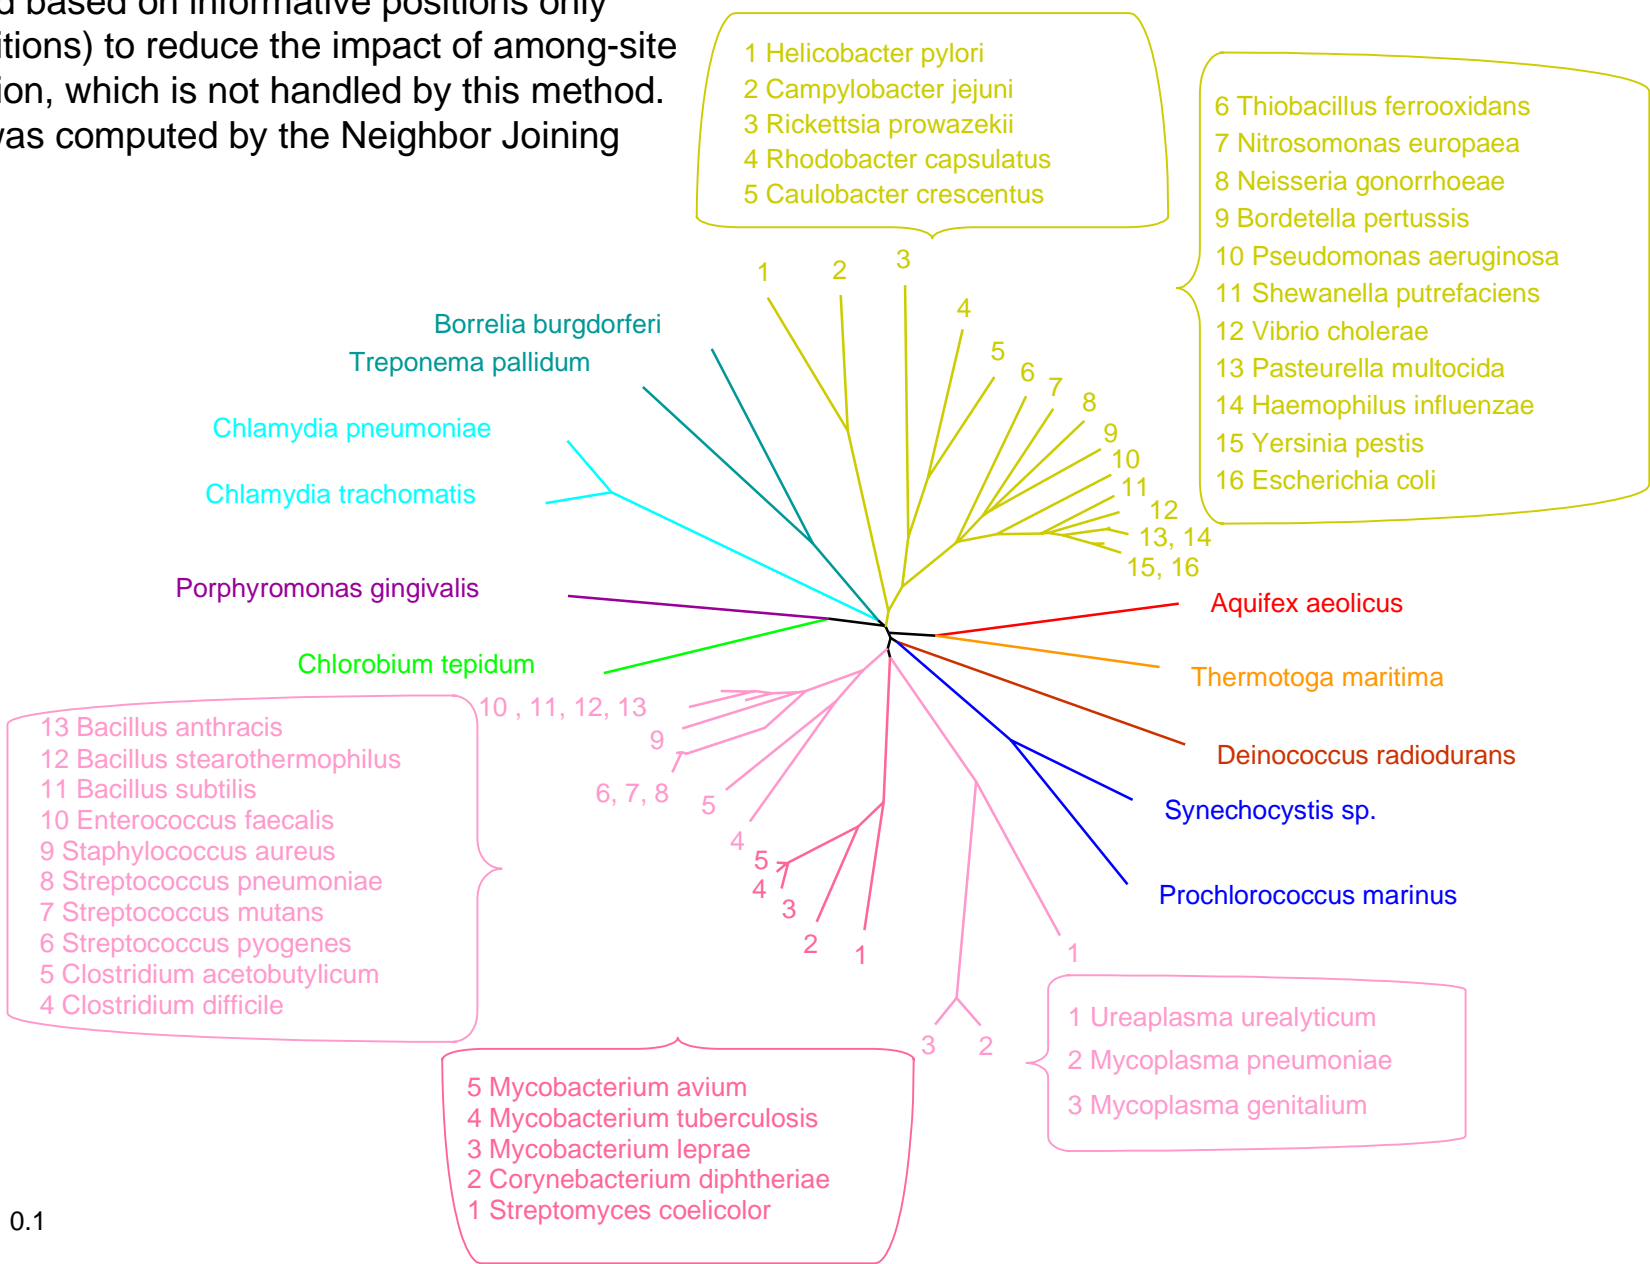 d based on informative positions only
itions) to reduce the impact of among-site
ion, which is not handled by this method.
was computed by the Neighbor Joining
1 Helicobacter pylori
2 Campylobacter jejuni
3 Rickettsia prowazekii
4 Rhodobacter capsulatus
5 Caulobacter crescentus
6 Thiobacillus ferrooxidans
7 Nitrosomonas europaea
8 Neisseria gonorrhoeae
9 Bordetella pertussis
10 Pseudomonas aeruginosa
11 Shewanella putrefaciens
12 Vibrio cholerae
13 Pasteurella multocida
14 Haemophilus influenzae
15 Yersinia pestis
16 Escherichia coli
1
2
3
4
5
6
7
8
9
10
11
12
13, 14
15, 16
Borrelia burgdorferi
Treponema pallidum
Chlamydia pneumoniae
Chlamydia trachomatis
Porphyromonas gingivalis
Chlorobium tepidum
Aquifex aeolicus
Thermotoga maritima
Deinococcus radiodurans
Synechocystis sp.
Prochlorococcus marinus
10 , 11, 12, 13
9
6, 7, 8
5
4
13 Bacillus anthracis
12 Bacillus stearothermophilus
11 Bacillus subtilis
10 Enterococcus faecalis
9 Staphylococcus aureus
8 Streptococcus pneumoniae
7 Streptococcus mutans
6 Streptococcus pyogenes
5 Clostridium acetobutylicum
4 Clostridium difficile
5
4
3
2
1
1
3
2
1 Ureaplasma urealyticum
2 Mycoplasma pneumoniae
3 Mycoplasma genitalium
5 Mycobacterium avium
4 Mycobacterium tuberculosis
3 Mycobacterium leprae
2 Corynebacterium diphtheriae
1 Streptomyces coelicolor
0.1